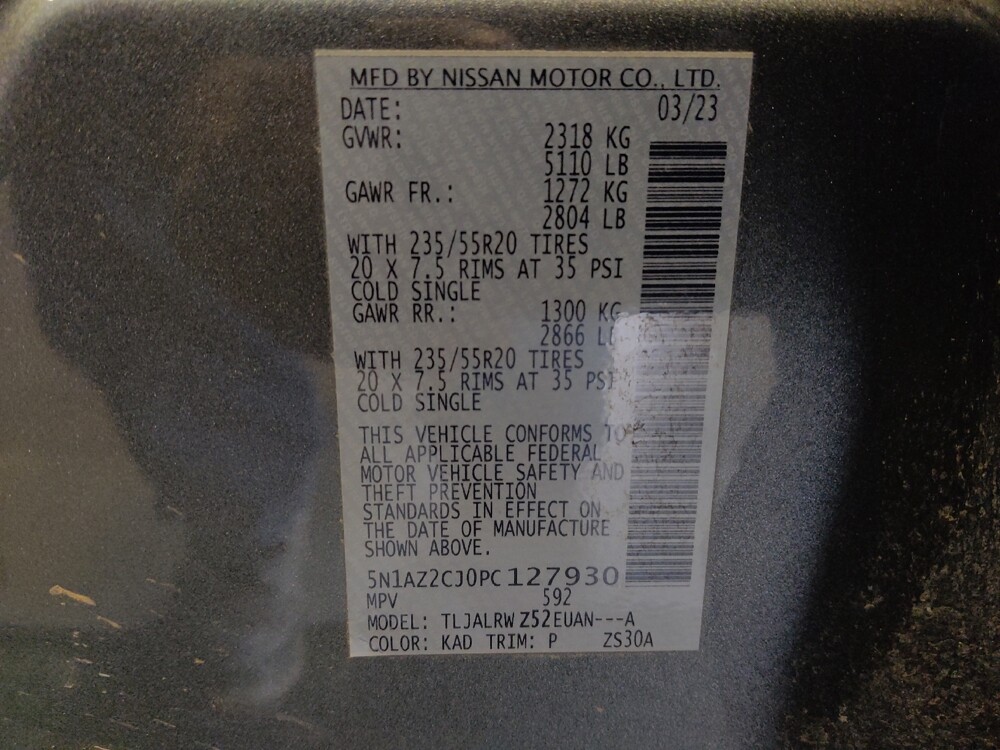 MFD BY NISSAN MOTOR CO., LTD.
DATE: 03/23
GVWR: 2318 KG
5110 LB
GAWR FR.: 1272 KG
2804 LB
WITH 235/55R20 TIRES
20 X 7.5 RIMS AT 35 PSI
COLD SINGLE
GAWR RR.: 1300 KG
2866 LB
WITH 235/55R20 TIRES
20 X 7.5 RIMS AT 35 PSI
COLD SINGLE
THIS VEHICLE CONFORMS TO
ALL APPLICABLE FEDERAL
MOTOR VEHICLE SAFETY AND
THEFT PREVENTION
STANDARDS IN EFFECT ON
THE DATE OF MANUFACTURE
SHOWN ABOVE.
5N1AZ2CJ0PC127930
MPV 592
MODEL: TLJALRWZ52EUAN---A
COLOR: KAD TRIM: P ZS30A